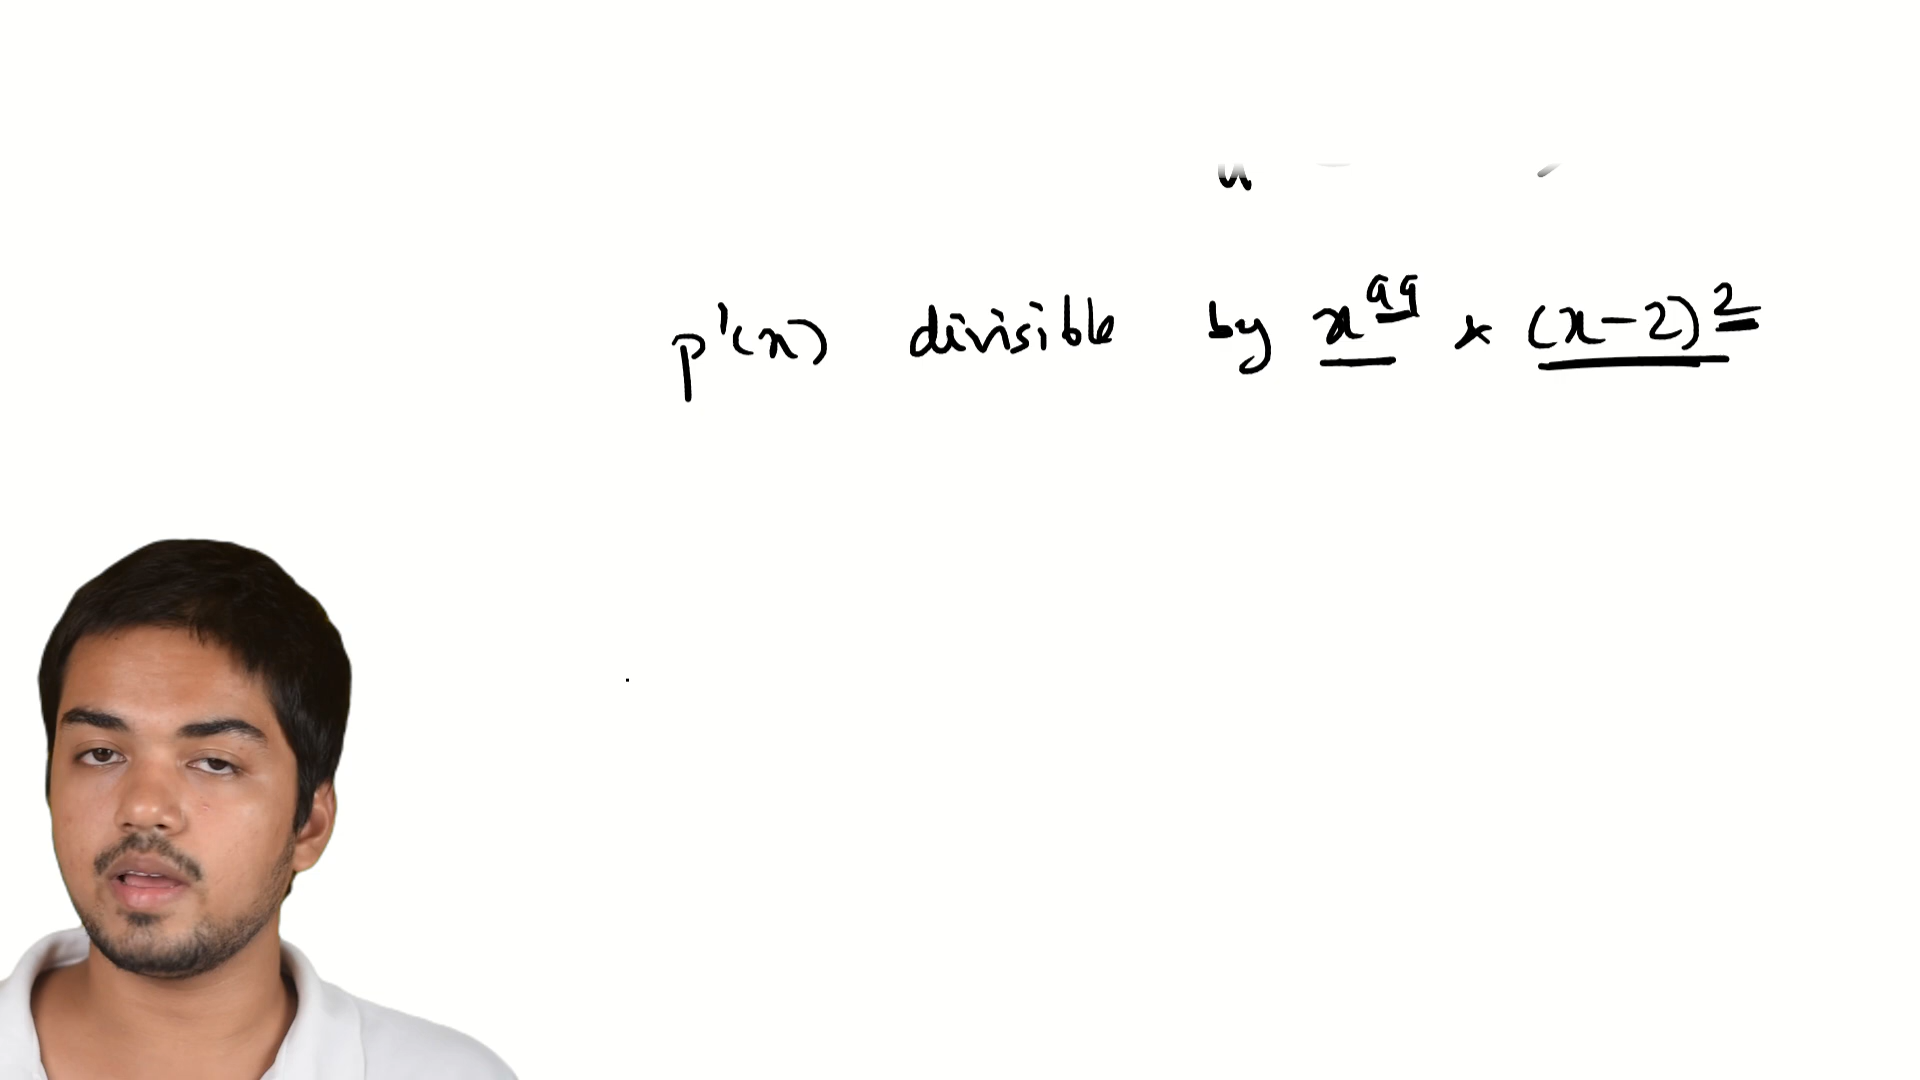 p'(x) divisible by x^99 * (x-2)^2